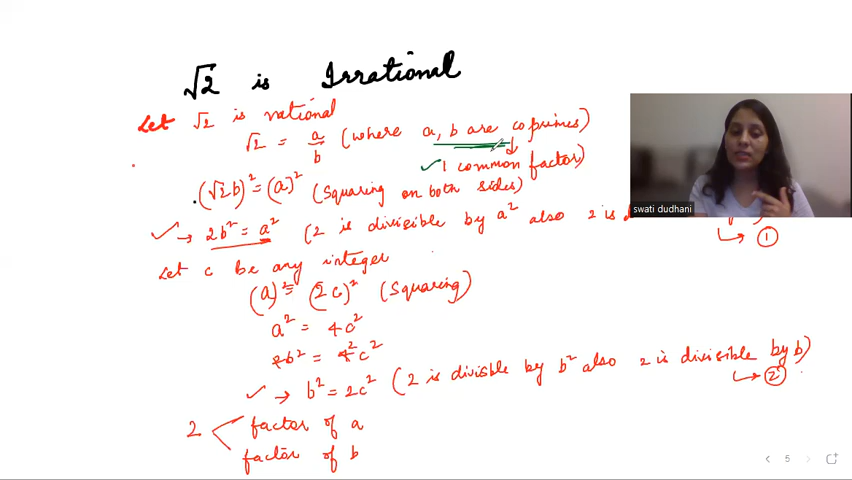 √2 is Irrational
Let √2 is rational
√2 = a/b (where a, b are coprimes)
1 common factor)
(√2b)² = (a)² (Squaring on both sides)
→ 2b² = a² (2 is divisible by a² also 2 is
→ ①
Let c be any integer
(a)² = (2c)² (Squaring)
a² = 4c²
2b² = 4² c²
→ b² = 2c² (2 is divisible by b² also 2 is divisible by b)
→ ②
2 < factor of a
factor of b
swati dudhani
< 5 >